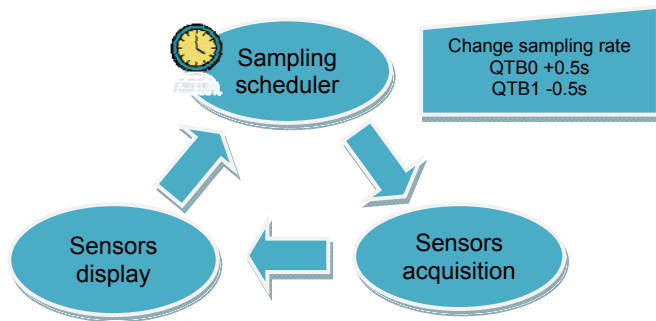 Sampling
scheduler
Change sampling rate
QTB0 +0.5s
QTB1 -0.5s
Sensors
display
Sensors
acquisition